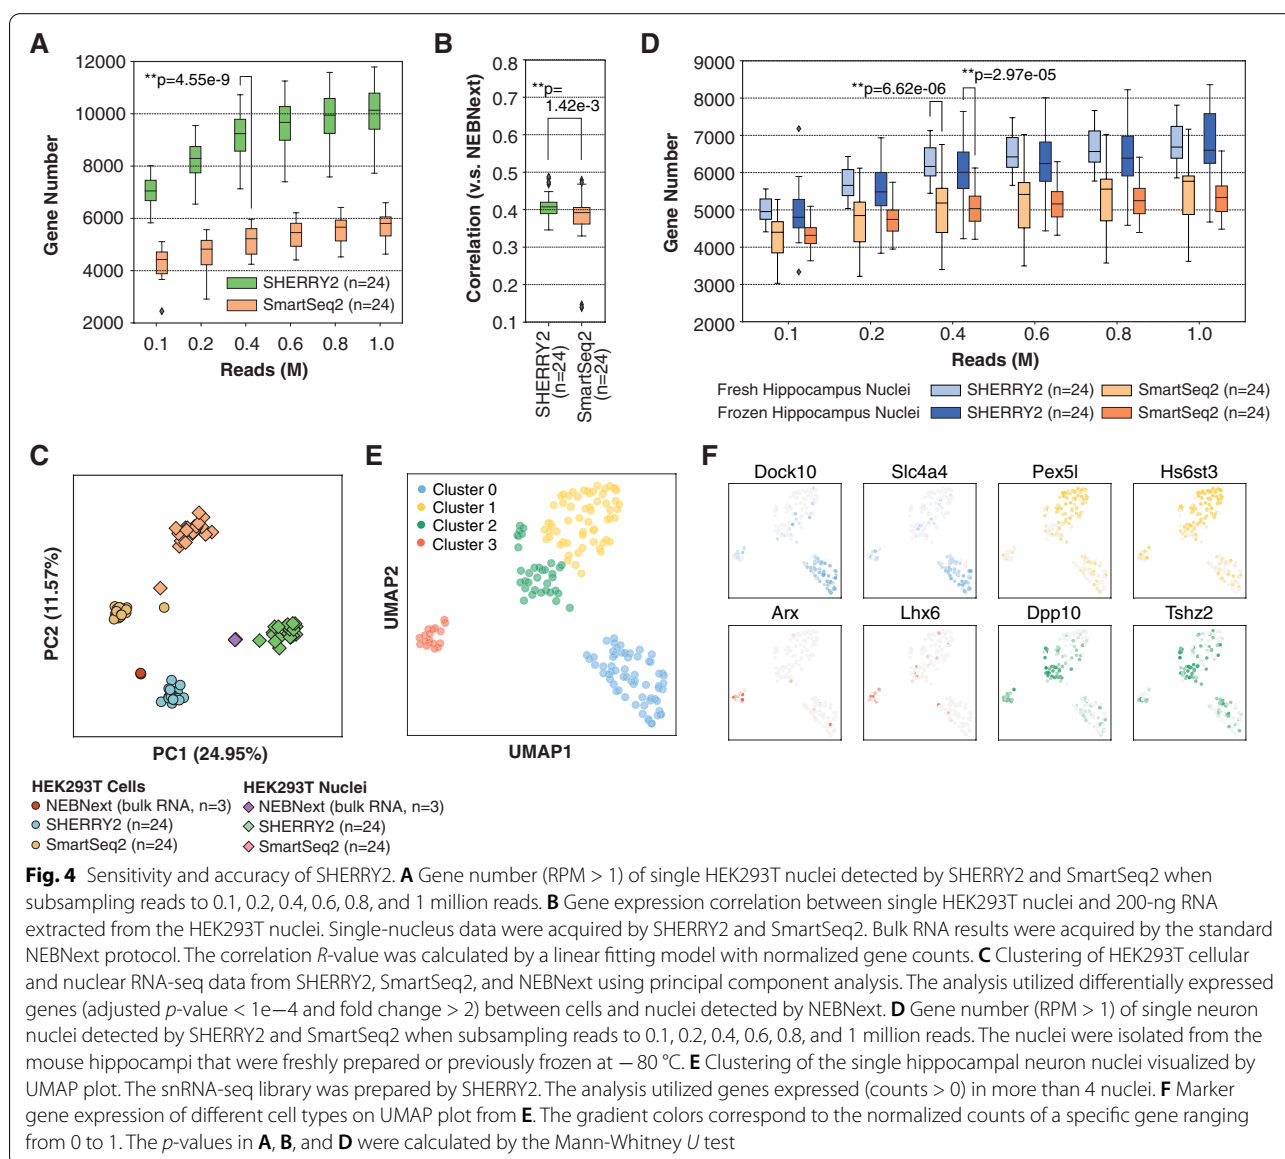 A
12000
10000
8000
6000
4000
2000
Gene Number
**p=4.55e-9
SHERRY2 (n=24)
SmartSeq2 (n=24)
0.1 0.2 0.4 0.6 0.8 1.0
Reads (M)
B
0.8
0.7
0.6
0.5
0.4
0.3
0.2
0.1
Correlation (v.s. NEBNext)
**p=
1.42e-3
SHERRY2
(n=24)
SmartSeq2
(n=24)
D
9000
8000
7000
6000
5000
4000
3000
2000
Gene Number
**p=6.62e-06
**p=2.97e-05
0.1 0.2 0.4 0.6 0.8 1.0
Reads (M)
Fresh Hippocampus Nuclei SHERRY2 (n=24) SmartSeq2 (n=24)
Frozen Hippocampus Nuclei SHERRY2 (n=24) SmartSeq2 (n=24)
C
PC2 (11.57%)
PC1 (24.95%)
HEK293T Cells
NEBNext (bulk RNA, n=3)
SHERRY2 (n=24)
SmartSeq2 (n=24)
HEK293T Nuclei
NEBNext (bulk RNA, n=3)
SHERRY2 (n=24)
SmartSeq2 (n=24)
E
Cluster 0
Cluster 1
Cluster 2
Cluster 3
UMAP2
UMAP1
F
Dock10 Slc4a4 Pex5l Hs6st3
Arx Lhx6 Dpp10 Tshz2
Fig. 4 Sensitivity and accuracy of SHERRY2. A Gene number (RPM > 1) of single HEK293T nuclei detected by SHERRY2 and SmartSeq2 when
subsampling reads to 0.1, 0.2, 0.4, 0.6, 0.8, and 1 million reads. B Gene expression correlation between single HEK293T nuclei and 200-ng RNA
extracted from the HEK293T nuclei. Single-nucleus data were acquired by SHERRY2 and SmartSeq2. Bulk RNA results were acquired by the standard
NEBNext protocol. The correlation R-value was calculated by a linear fitting model with normalized gene counts. C Clustering of HEK293T cellular
and nuclear RNA-seq data from SHERRY2, SmartSeq2, and NEBNext using principal component analysis. The analysis utilized differentially expressed
genes (adjusted p-value < 1e−4 and fold change > 2) between cells and nuclei detected by NEBNext. D Gene number (RPM > 1) of single neuron
nuclei detected by SHERRY2 and SmartSeq2 when subsampling reads to 0.1, 0.2, 0.4, 0.6, 0.8, and 1 million reads. The nuclei were isolated from the
mouse hippocampi that were freshly prepared or previously frozen at − 80 °C. E Clustering of the single hippocampal neuron nuclei visualized by
UMAP plot. The snRNA-seq library was prepared by SHERRY2. The analysis utilized genes expressed (counts > 0) in more than 4 nuclei. F Marker
gene expression of different cell types on UMAP plot from E. The gradient colors correspond to the normalized counts of a specific gene ranging
from 0 to 1. The p-values in A, B, and D were calculated by the Mann-Whitney U test